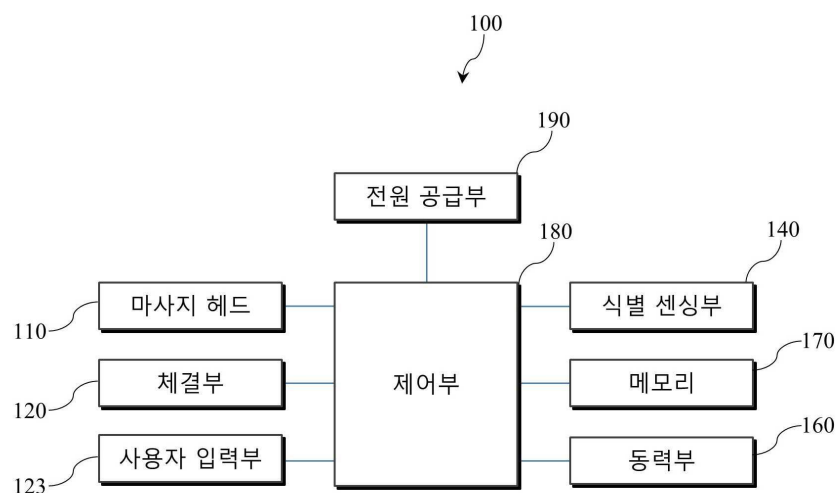 100
190
전원 공급부
180
140
마사지 헤드
식별 센싱부
110
170
체결부
제어부
메모리
120
160
사용자 입력부
동력부
123